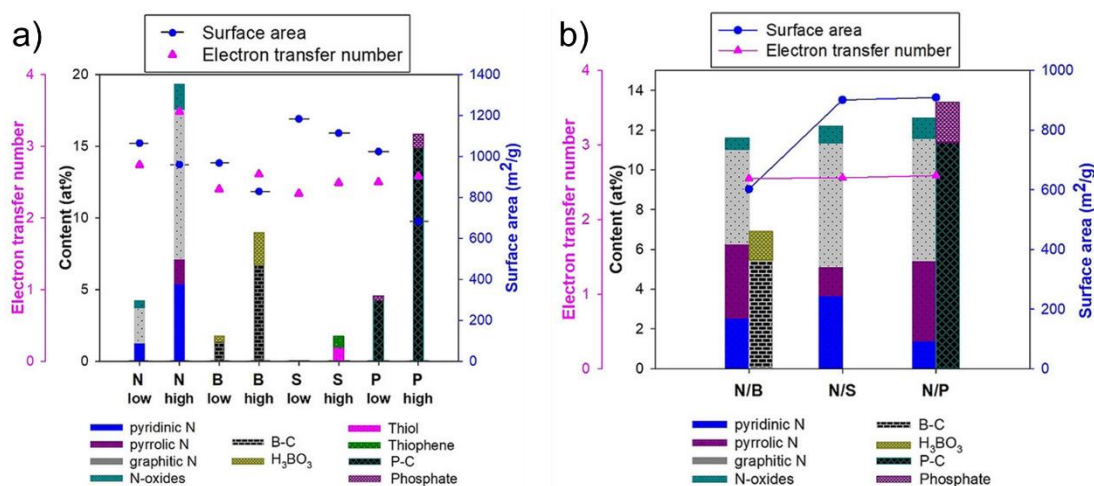 a)
Surface area
Electron transfer number
Electron transfer number
4
3
2
1
0
Content (at%)
20
15
10
5
0
1400
1200
1000
800
600
400
200
0
Surface area (m²/g)
N low
N high
B low
B high
S low
S high
P low
P high
pyridinic N
pyrrolic N
graphitic N
N-oxides
B-C
H₃BO₃
Thiol
Thiophene
P-C
Phosphate
b)
Surface area
Electron transfer number
Electron transfer number
4
3
2
1
0
Content (at%)
14
12
10
8
6
4
2
0
1000
800
600
400
200
0
Surface area (m²/g)
N/B
N/S
N/P
pyridinic N
pyrrolic N
graphitic N
N-oxides
B-C
H₃BO₃
P-C
Phosphate